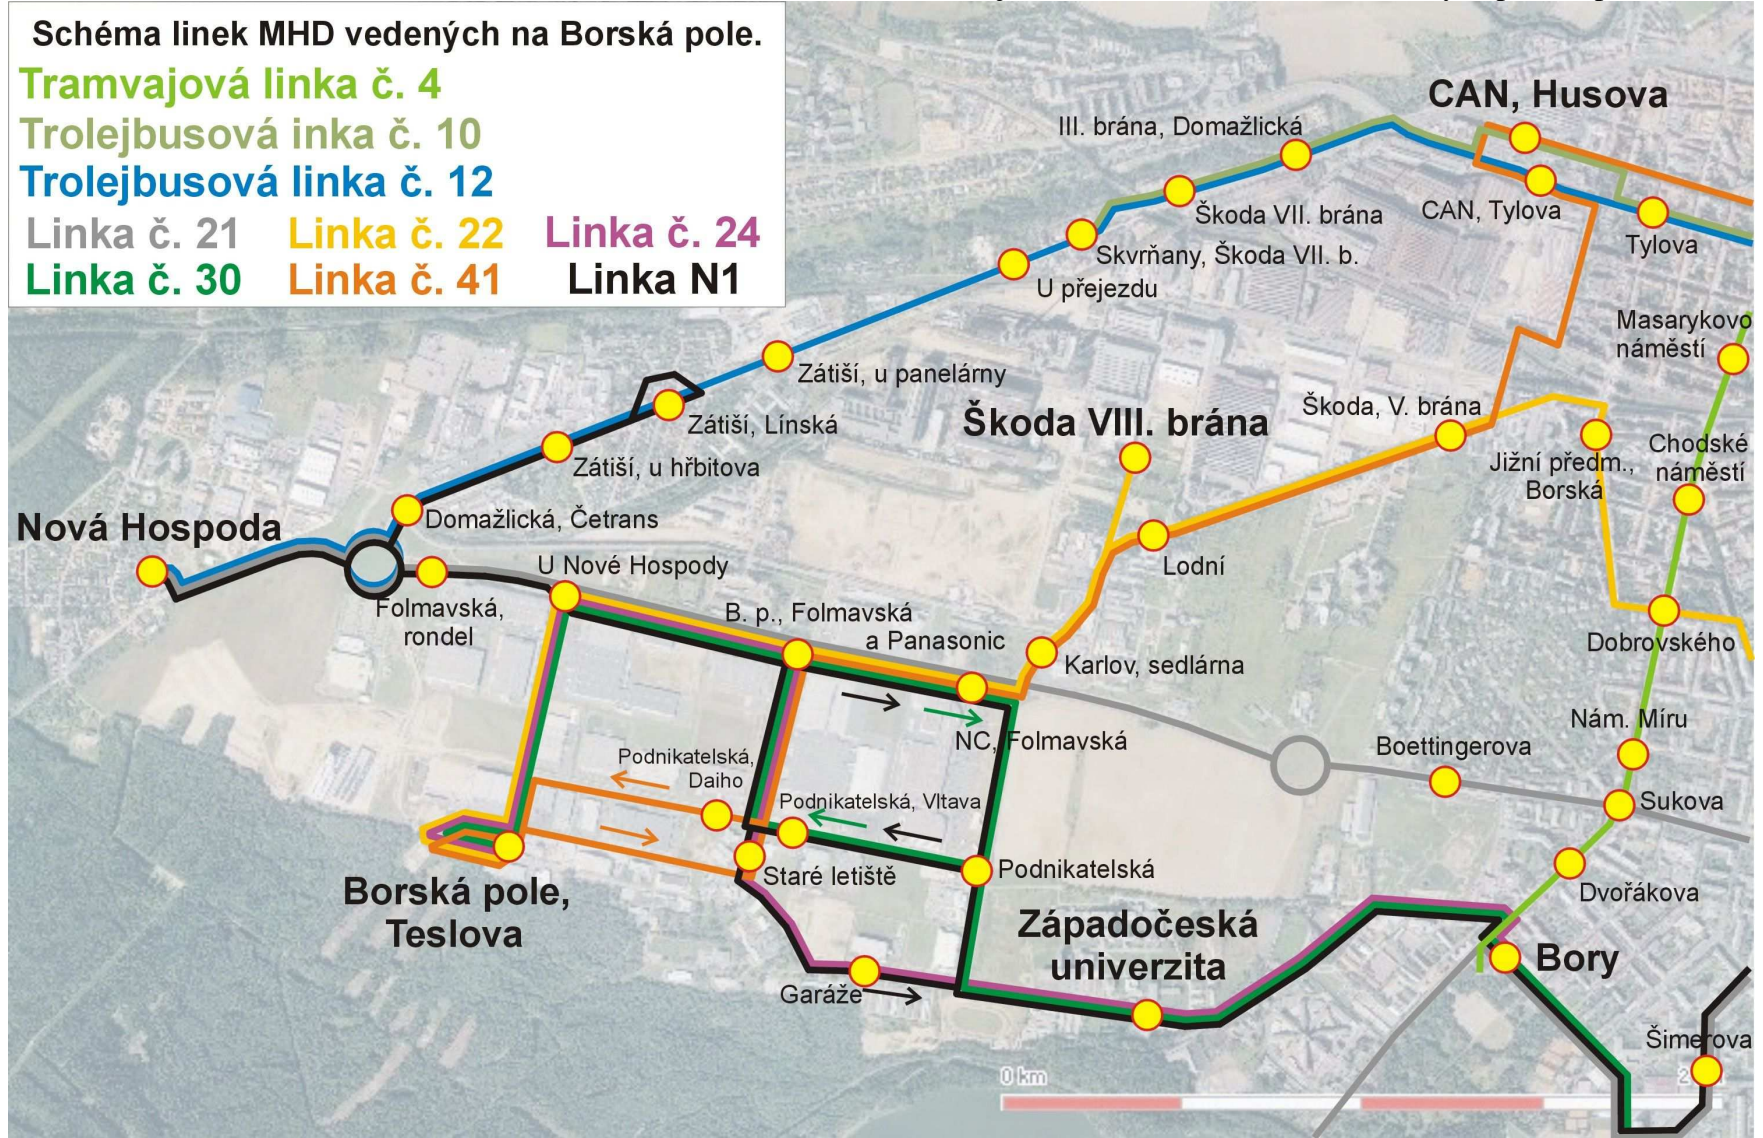 Schéma linek MHD vedených na Borská pole.
Tramvajová linka č. 4
Trolejbusová inka č. 10
Trolejbusová linka č. 12
Linka č. 21 Linka č. 22 Linka č. 24
Linka č. 30 Linka č. 41 Linka N1
CAN, Husova
III. brána, Domažlická
Škoda VII. brána
CAN, Tylova
Tylova
Skvrňany, Škoda VII. b.
U přejezdu
Masarykovo
náměstí
Zátiší, u panelárny
Škoda VIII. brána
Škoda, V. brána
Zátiší, Línská
Chodské
náměstí
Jižní předm.,
Borská
Zátiší, u hřbitova
Nová Hospoda
Domažlická, Četrans
U Nové Hospody
Lodní
Folmavská,
rondel
B. p., Folmavská
a Panasonic
Karlov, sedlárna
Dobrovského
Nám. Míru
NC, Folmavská
Boettingerova
Podnikatelská,
Daiho
Podnikatelská, Vltava
Sukova
Staré letiště
Podnikatelská
Dvořákova
Borská pole,
Teslova
Západočeská
univerzita
Bory
Garáže
Šimerova
0 km